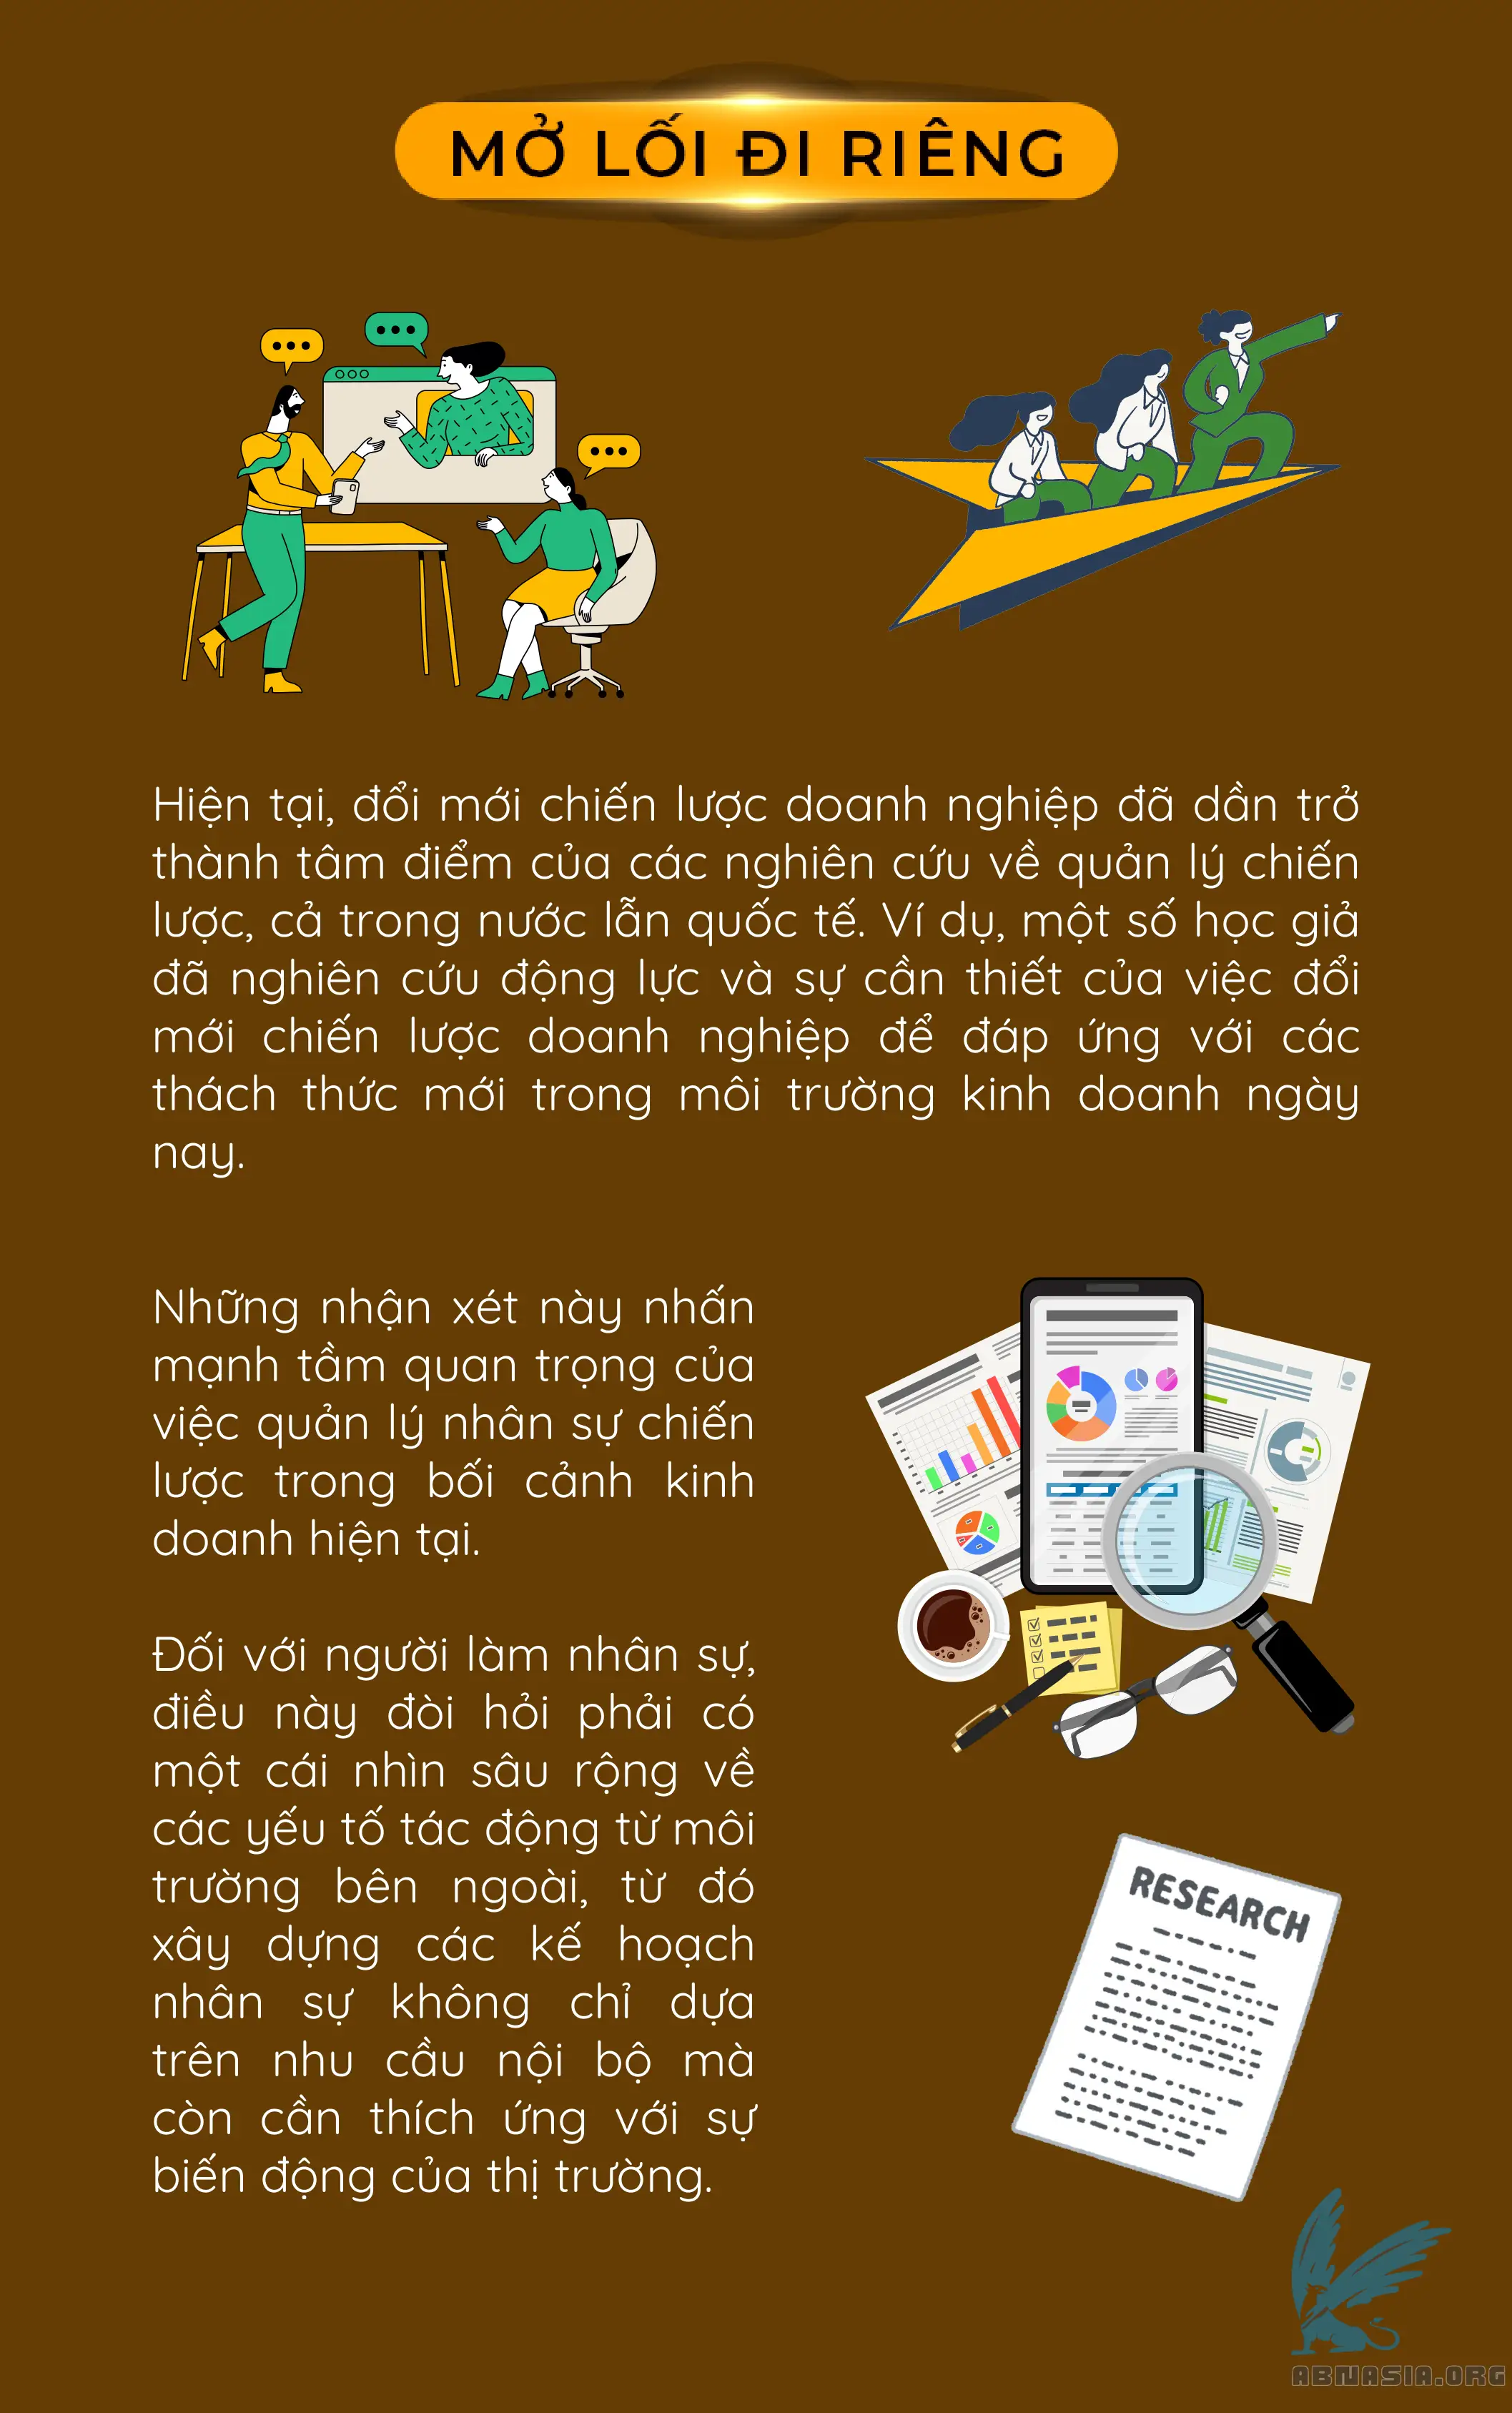 MỞ LỐI ĐI RIÊNG
Hiện tại, đổi mới chiến lược doanh nghiệp đã dần trở
thành tâm điểm của các nghiên cứu về quản lý chiến
lược, cả trong nước lẫn quốc tế. Ví dụ, một số học giả
đã nghiên cứu động lực và sự cần thiết của việc đổi
mới chiến lược doanh nghiệp để đáp ứng với các
thách thức mới trong môi trường kinh doanh ngày
nay.
Những nhận xét này nhấn
mạnh tầm quan trọng của
việc quản lý nhân sự chiến
lược trong bối cảnh kinh
doanh hiện tại.
Đối với người làm nhân sự,
điều này đòi hỏi phải có
một cái nhìn sâu rộng về
các yếu tố tác động từ môi
trường bên ngoài, từ đó
xây dựng các kế hoạch
nhân sự không chỉ dựa
trên nhu cầu nội bộ mà
còn cần thích ứng với sự
biến động của thị trường.
RESEARCH
ABNASIA.ORG